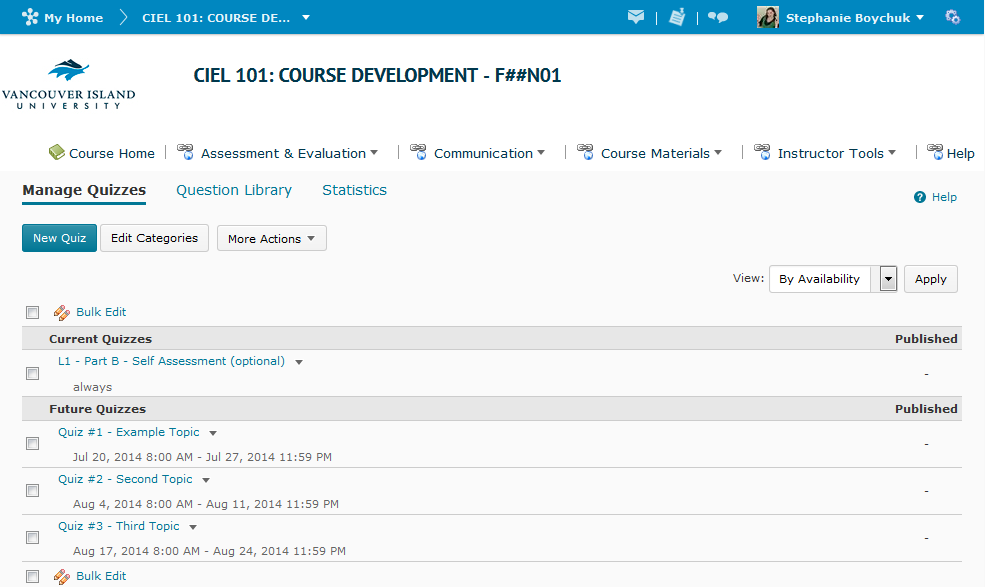 My Home CIEL 101: COURSE DE... Stephanie Boychuk
VANCOUVER ISLAND
UNIVERSITY
CIEL 101: COURSE DEVELOPMENT - F##N01
Course Home Assessment & Evaluation Communication Course Materials Instructor Tools Help
Manage Quizzes Question Library Statistics
? Help
New Quiz Edit Categories More Actions
View: By Availability Apply
Bulk Edit
Current Quizzes Published
L1 - Part B - Self Assessment (optional)
-
always
Future Quizzes Published
Quiz #1 - Example Topic
-
Jul 20, 2014 8:00 AM - Jul 27, 2014 11:59 PM
Quiz #2 - Second Topic
-
Aug 4, 2014 8:00 AM - Aug 11, 2014 11:59 PM
Quiz #3 - Third Topic
-
Aug 17, 2014 8:00 AM - Aug 24, 2014 11:59 PM
Bulk Edit